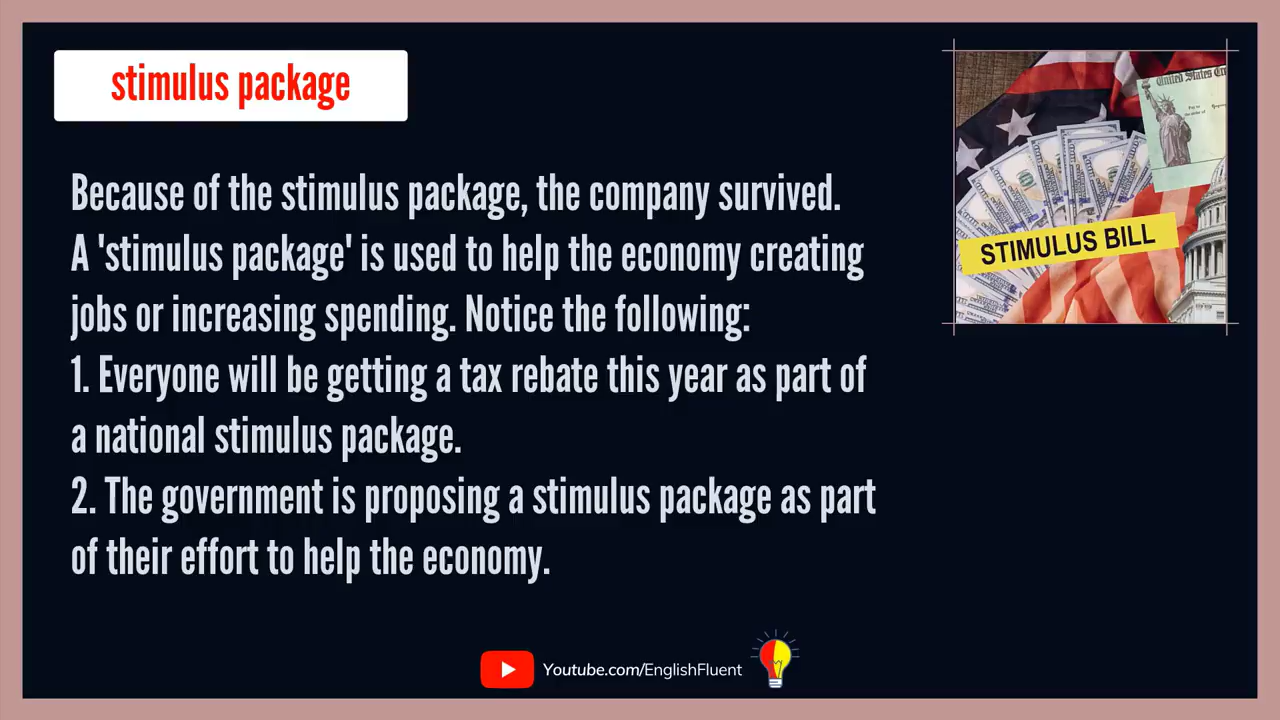 stimulus package
Because of the stimulus package, the company survived.
A 'stimulus package' is used to help the economy creating
jobs or increasing spending. Notice the following:
1. Everyone will be getting a tax rebate this year as part of
a national stimulus package.
2. The government is proposing a stimulus package as part
of their effort to help the economy.
United States
STIMULUS BILL
Youtube.com/EnglishFluent